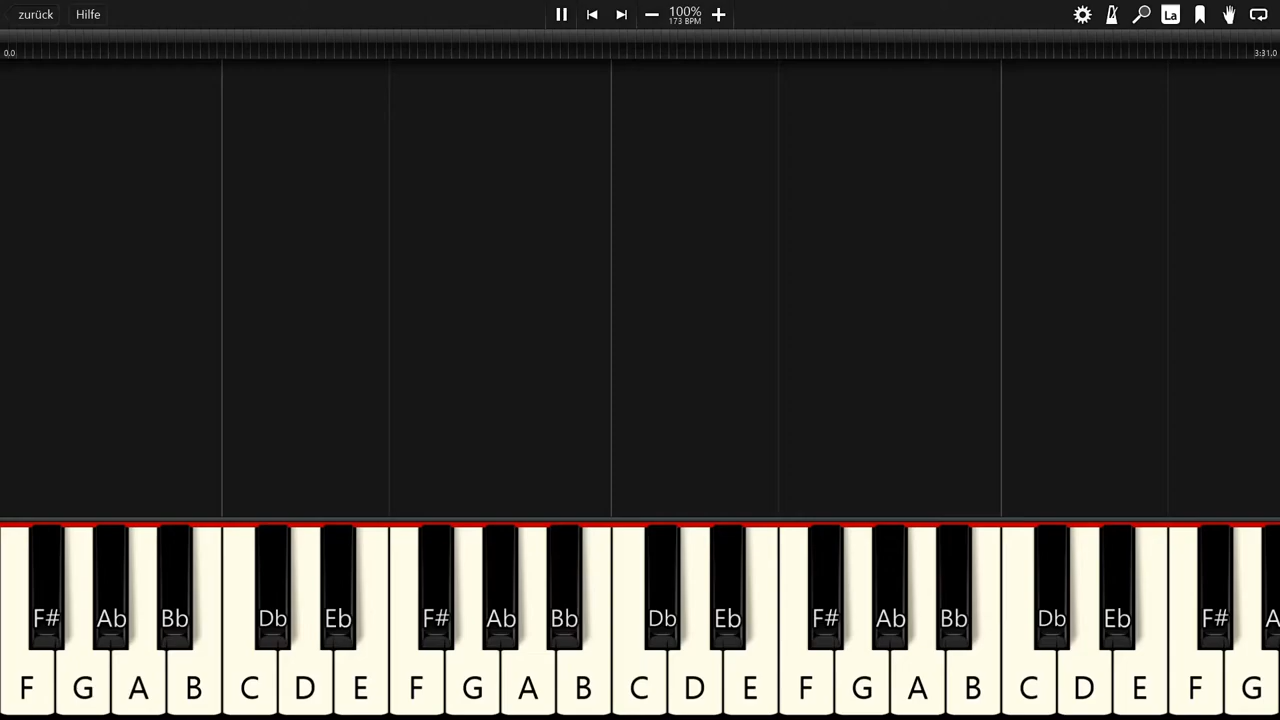 zurück Hilfe 100% La
173 BPM
0,0 3:31,0
F# Ab Bb Db Eb F# Ab Bb Db Eb F# Ab Bb Db Eb F# A
F G A B C D E F G A B C D E F G A B C D E F G